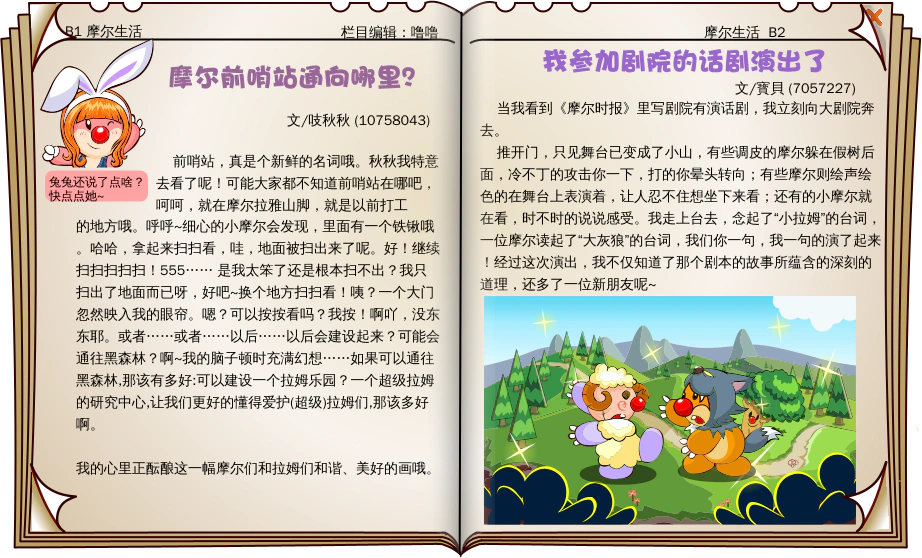 B1 摩尔生活
栏目编辑：噜噜
摩尔前哨站通向哪里？
文/吱秋秋 (10758043)
兔兔还说了点啥？
快点点她~
前哨站，真是个新鲜的名词哦。秋秋我特意
去看了呢！可能大家都不知道前哨站在哪吧，
呵呵，就在摩尔拉雅山脚，就是以前打工
的地方哦。呼呼~细心的小摩尔会发现，里面有一个铁锹哦
。哈哈，拿起来扫扫看，哇，地面被扫出来了呢。好！继续
扫扫扫扫扫！555…… 是我太笨了还是根本扫不出？我只
扫出了地面而已呀，好吧~换个地方扫扫看！咦？一个大门
忽然映入我的眼帘。嗯？可以按按看吗？我按！啊吖，没东
东耶。或者……或者……以后……以后会建设起来？可能会
通往黑森林？啊~我的脑子顿时充满幻想……如果可以通往
黑森林,那该有多好:可以建设一个拉姆乐园？一个超级拉姆
的研究中心,让我们更好的懂得爱护(超级)拉姆们,那该多好
啊。
我的心里正酝酿这一幅摩尔们和拉姆们和谐、美好的画哦。
摩尔生活 B2
我参加剧院的话剧演出了
文/寳貝 (7057227)
当我看到《摩尔时报》里写剧院有演话剧，我立刻向大剧院奔
去。
推开门，只见舞台已变成了小山，有些调皮的摩尔躲在假树后
面，冷不丁的攻击你一下，打的你晕头转向；有些摩尔则绘声绘
色的在舞台上表演着，让人忍不住想坐下来看；还有的小摩尔就
在看，时不时的说说感受。我走上台去，念起了“小拉姆”的台词，
一位摩尔读起了“大灰狼”的台词，我们你一句，我一句的演了起来
！经过这次演出，我不仅知道了那个剧本的故事所蕴含的深刻的
道理，还多了一位新朋友呢~